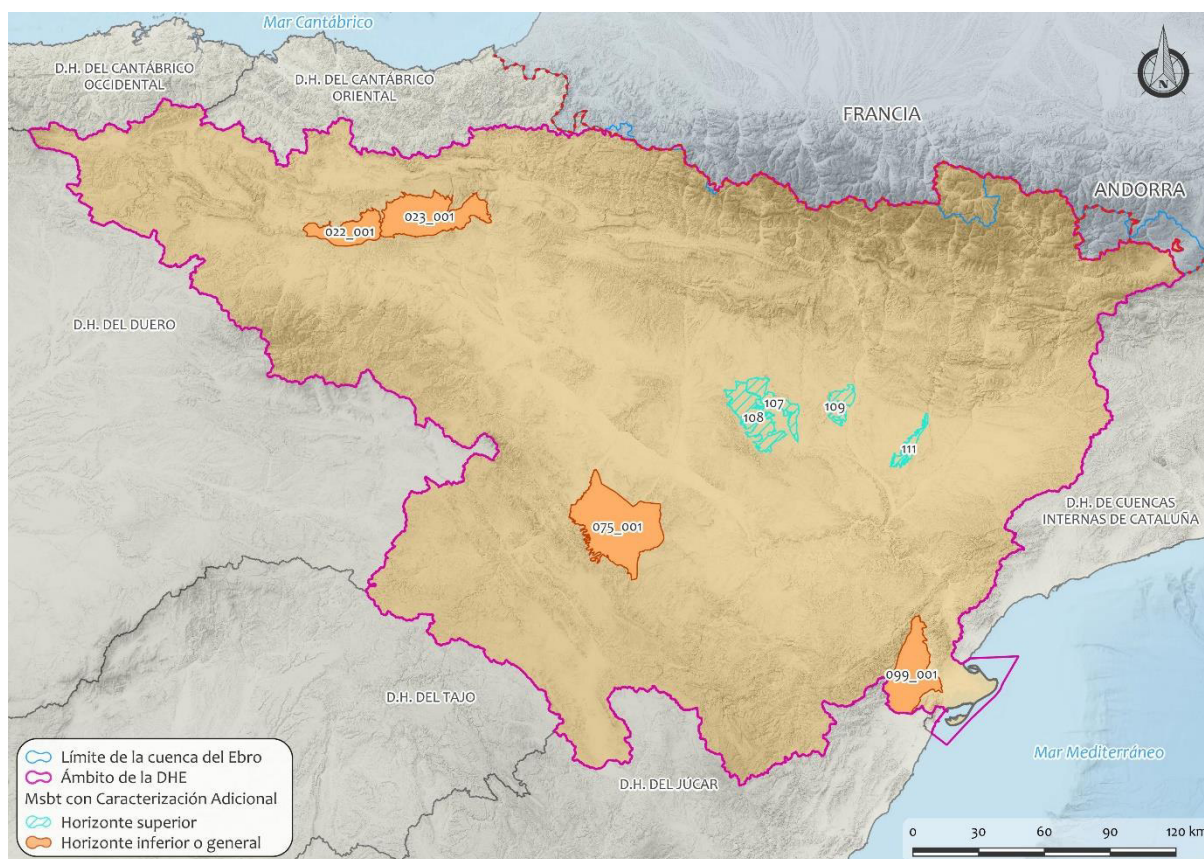 Mar Cantábrico
D.H. DEL CANTÁBRICO
OCCIDENTAL
D.H. DEL CANTÁBRICO
ORIENTAL
N
FRANCIA
ANDORRA
023_001
022_001
D.H. DEL DUERO
107
109
108
111
D.H. DE CUENCAS
INTERNAS DE CATALUÑA
075_001
099_001
D.H. DEL TAJO
Mar Mediterráneo
D.H. DEL JÚCAR
Límite de la cuenca del Ebro
Ámbito de la DHE
Msbt con Caracterización Adicional
Horizonte superior
Horizonte inferior o general
0 30 60 90 120 km